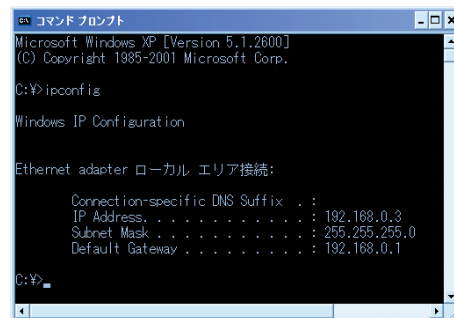 コマンド プロンプト
Microsoft Windows XP [Version 5.1.2600]
(C) Copyright 1985-2001 Microsoft Corp.
C:¥>ipconfig
Windows IP Configuration
Ethernet adapter ローカル エリア接続:
Connection-specific DNS Suffix . :
IP Address. . . . . . . . . . . . : 192.168.0.3
Subnet Mask . . . . . . . . . . . : 255.255.255.0
Default Gateway . . . . . . . . . : 192.168.0.1
C:¥>_